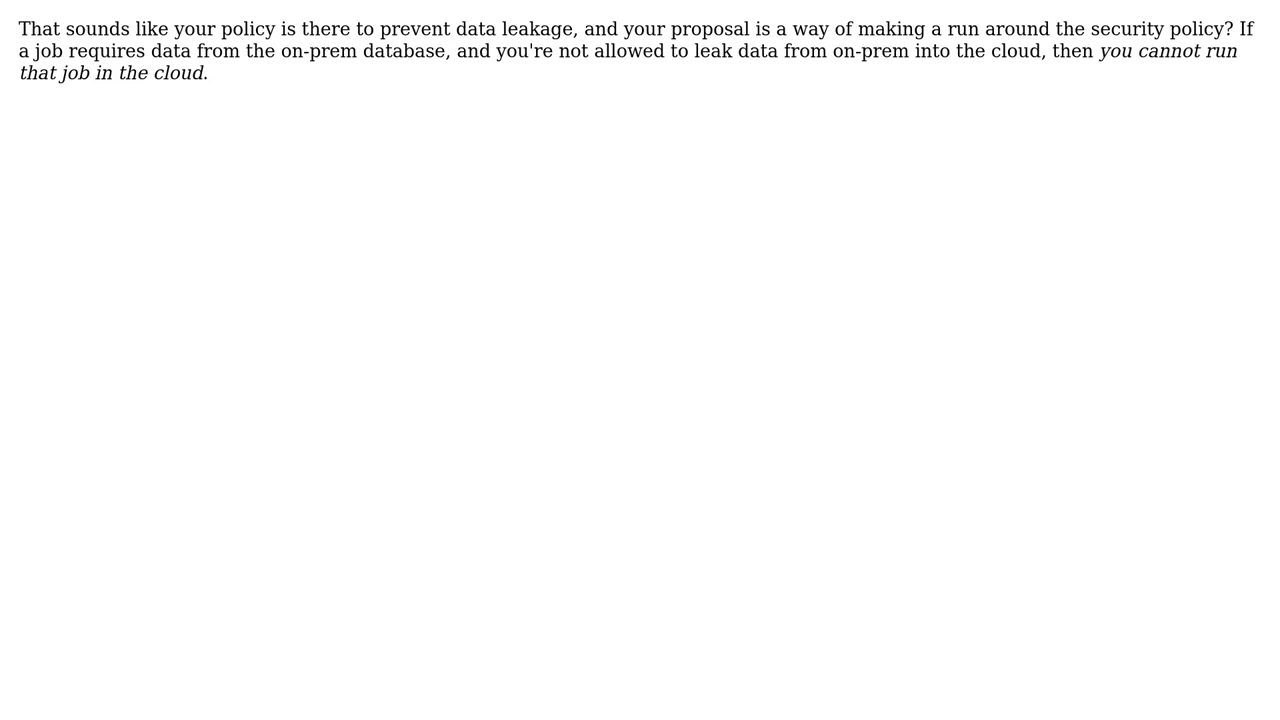 That sounds like your policy is there to prevent data leakage, and your proposal is a way of making a run around the security policy? If
a job requires data from the on-prem database, and you're not allowed to leak data from on-prem into the cloud, then you cannot run
that job in the cloud.